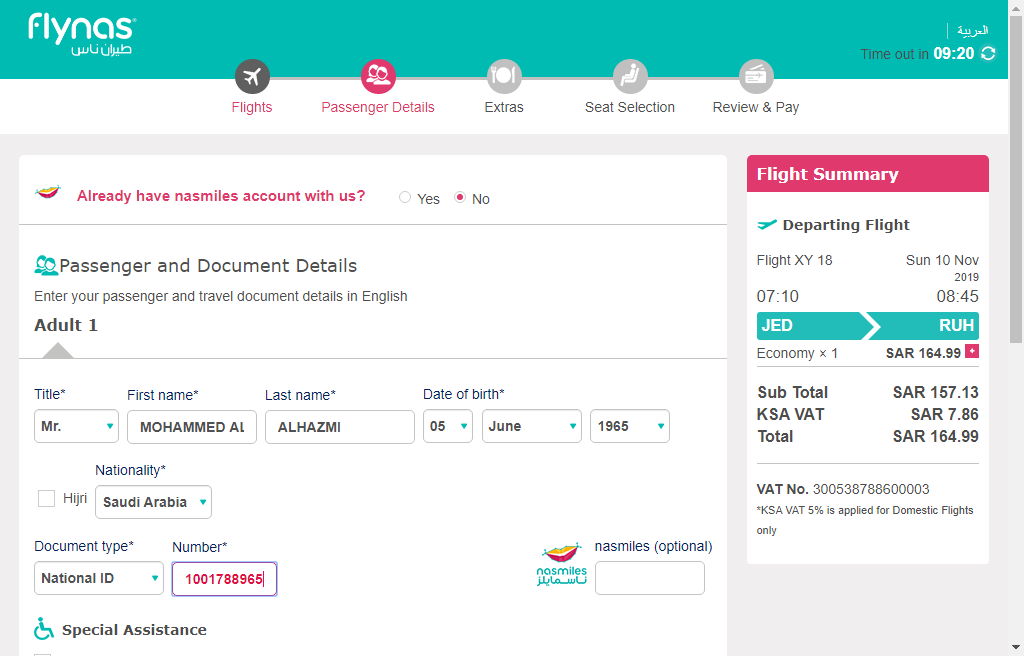 flynas
طيران ناس
العربية
Time out in 09:20
Flights
Passenger Details
Extras
Seat Selection
Review & Pay
Already have nasmiles account with us?
Yes
No
Passenger and Document Details
Enter your passenger and travel document details in English
Adult 1
Title*
First name*
Last name*
Date of birth*
Mr.
MOHAMMED AL
ALHAZMI
05
June
1965
Nationality*
Hijri
Saudi Arabia
Document type*
Number*
nasmiles (optional)
National ID
1001788965
nasmiles
ناسمايلز
Special Assistance
Flight Summary
Departing Flight
Flight XY 18
Sun 10 Nov
2019
07:10
08:45
JED
RUH
Economy × 1
SAR 164.99 +
Sub Total
SAR 157.13
KSA VAT
SAR 7.86
Total
SAR 164.99
VAT No. 300538788600003
*KSA VAT 5% is applied for Domestic Flights
only